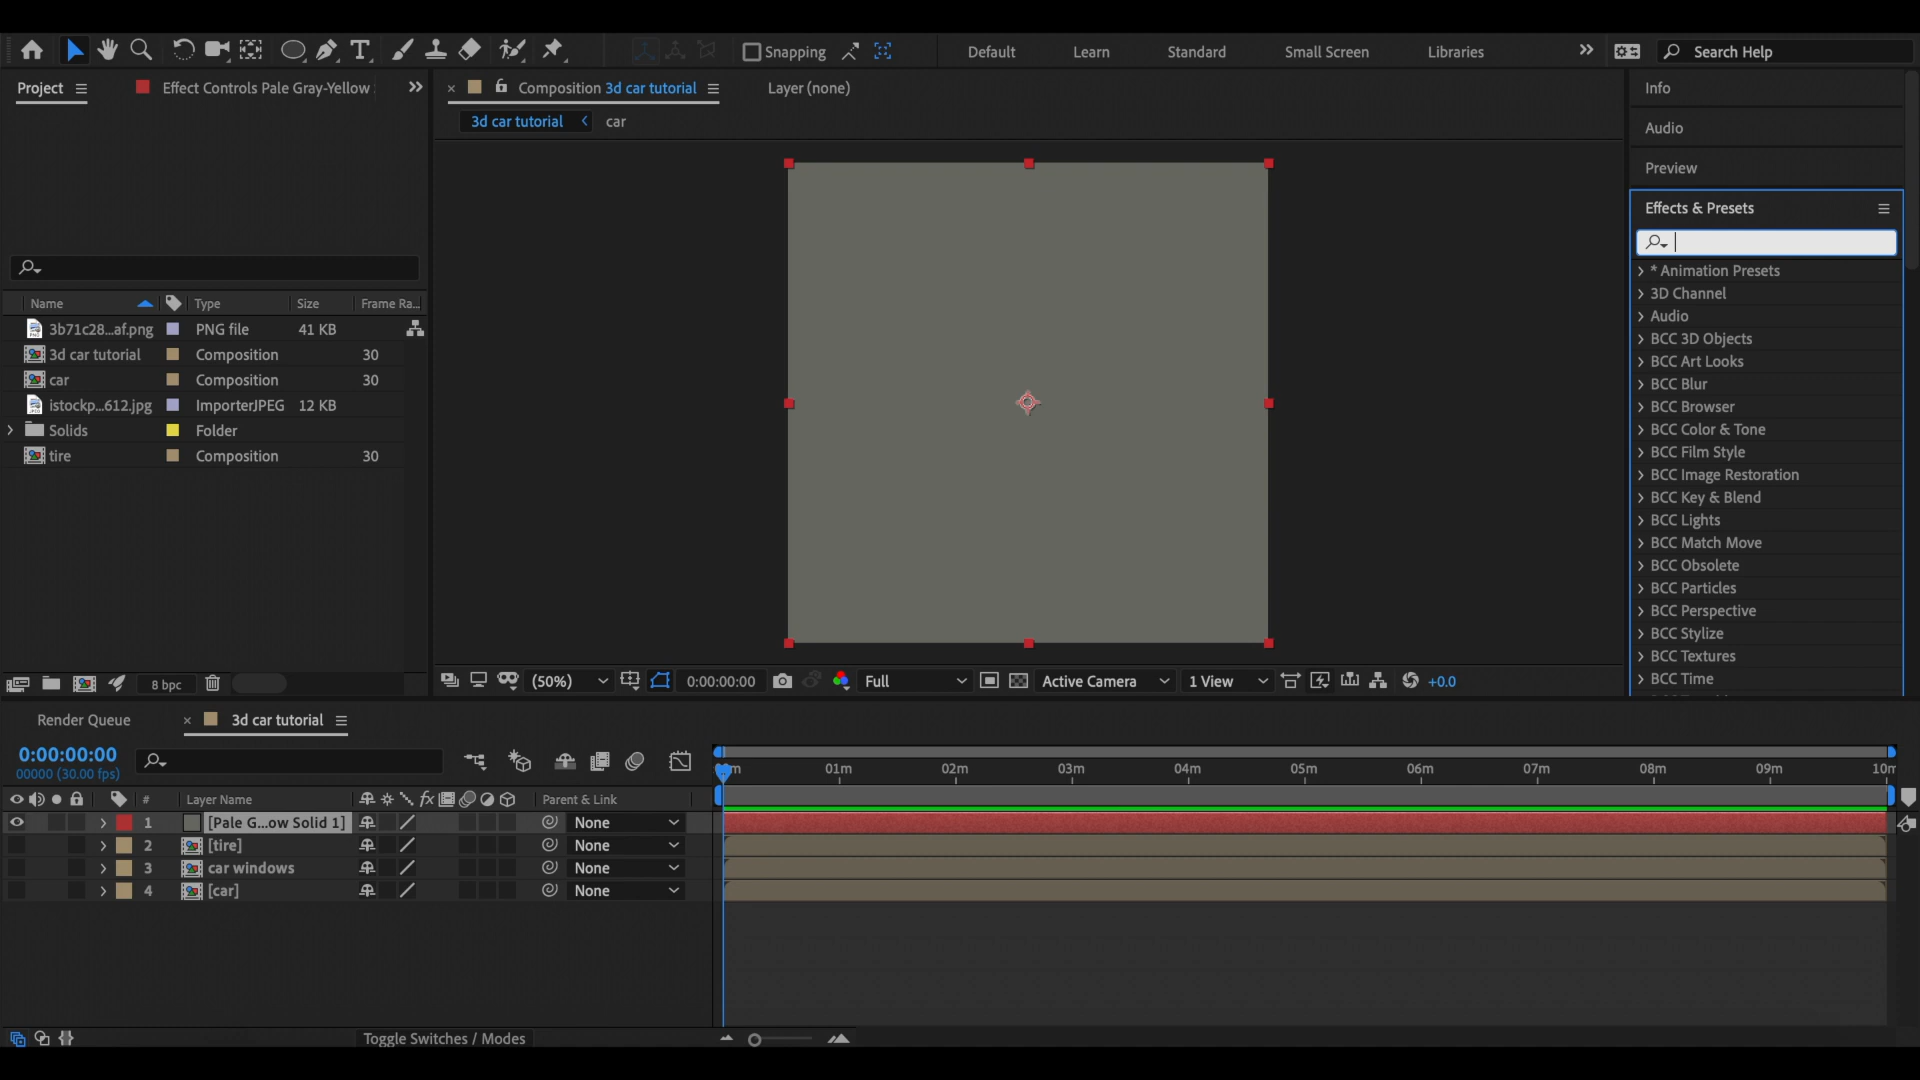 Snapping
Default
Learn
Standard
Small Screen
Libraries
Search Help
Project
Effect Controls Pale Gray-Yellow
Composition 3d car tutorial
Layer (none)
3d car tutorial
car
Info
Audio
Preview
Effects & Presets
* Animation Presets
3D Channel
Audio
BCC 3D Objects
BCC Art Looks
BCC Blur
BCC Browser
BCC Color & Tone
BCC Film Style
BCC Image Restoration
BCC Key & Blend
BCC Lights
BCC Match Move
BCC Obsolete
BCC Particles
BCC Perspective
BCC Stylize
BCC Textures
BCC Time
Name Type Size Frame Ra...
3b71c28...af.png PNG file 41 KB
3d car tutorial Composition 30
car Composition 30
istockp...612.jpg ImporterJPEG 12 KB
Solids Folder
tire Composition 30
8 bpc
(50%)
0:00:00:00
Full
Active Camera
1 View
+0.0
Render Queue
3d car tutorial
0:00:00:00
00000 (30.00 fps)
01m 02m 03m 04m 05m 06m 07m 08m 09m
# Layer Name fx Parent & Link
1 [Pale G...ow Solid 1] None
2 [tire] None
3 car windows None
4 [car] None
Toggle Switches / Modes